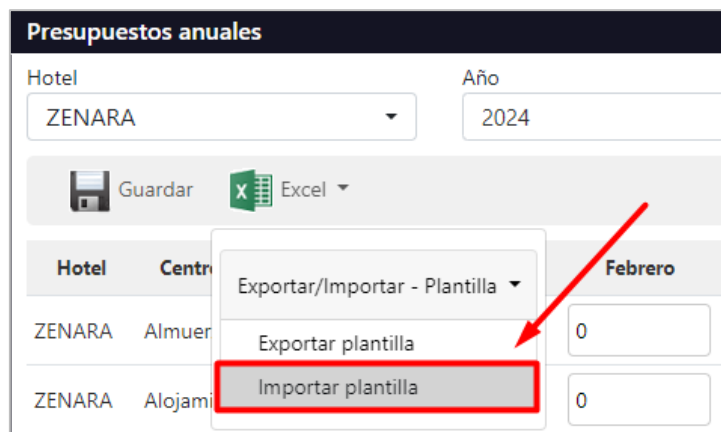 Presupuestos anuales
Hotel Año
ZENARA 2024
Guardar Excel
Hotel Febrero
Exportar/Importar - Plantilla
ZENARA 0
Exportar plantilla
Importar plantilla
ZENARA 0